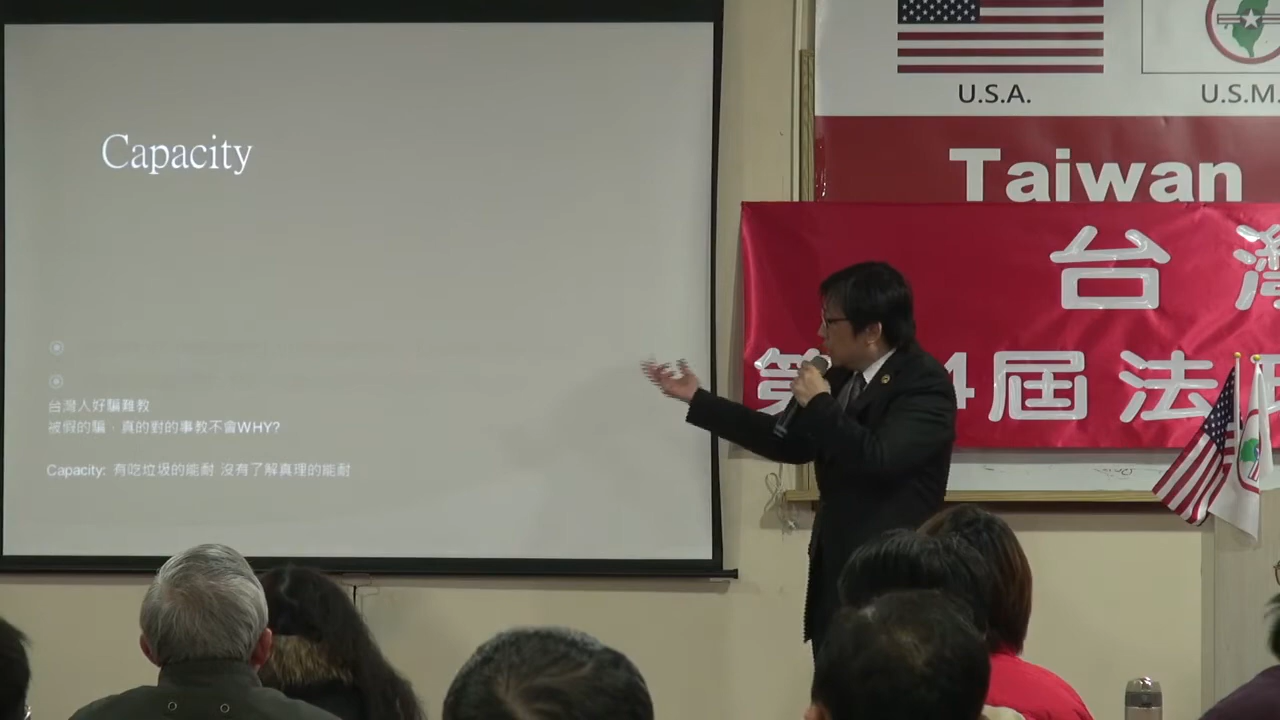 Capacity
台灣人好騙難教
被假的騙，真的對的事教不會WHY?
Capacity: 有吃垃圾的能耐 沒有了解真理的能耐
U.S.A.
U.S.M.
Taiwan
台灣
第 4屆法